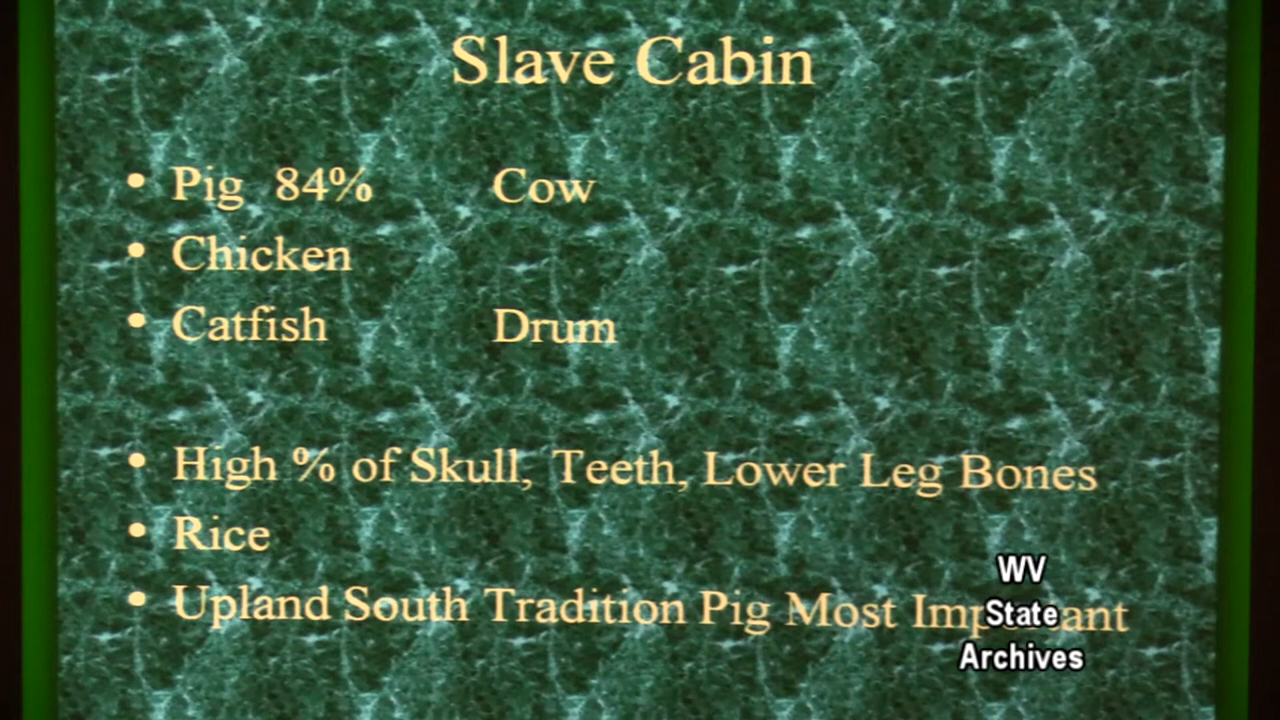 Slave Cabin
• Pig 84% Cow
• Chicken
• Catfish Drum
• High % of Skull, Teeth, Lower Leg Bones
• Rice
• Upland South Tradition Pig Most Important
WV
State
Archives